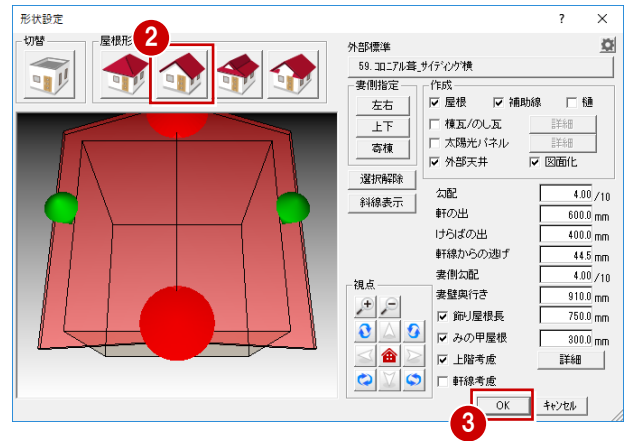 形状設定
? ×
切替
屋根形
2
外部標準
59. コロニアル葺_サイディング横
妻側指定
左右
上下
寄棟
選択解除
斜線表示
作成
屋根 補助線 樋
棟瓦/のし瓦 詳細
太陽光パネル 詳細
外部天井 図面化
勾配 4.00 /10
軒の出 600.0 mm
けらばの出 400.0 mm
軒線からの逃げ 44.5 mm
妻側勾配 4.00 /10
妻壁奥行き 910.0 mm
飾り屋根長 750.0 mm
みの甲屋根 300.0 mm
上階考慮 詳細
軒線考慮
視点
OK キャンセル
3